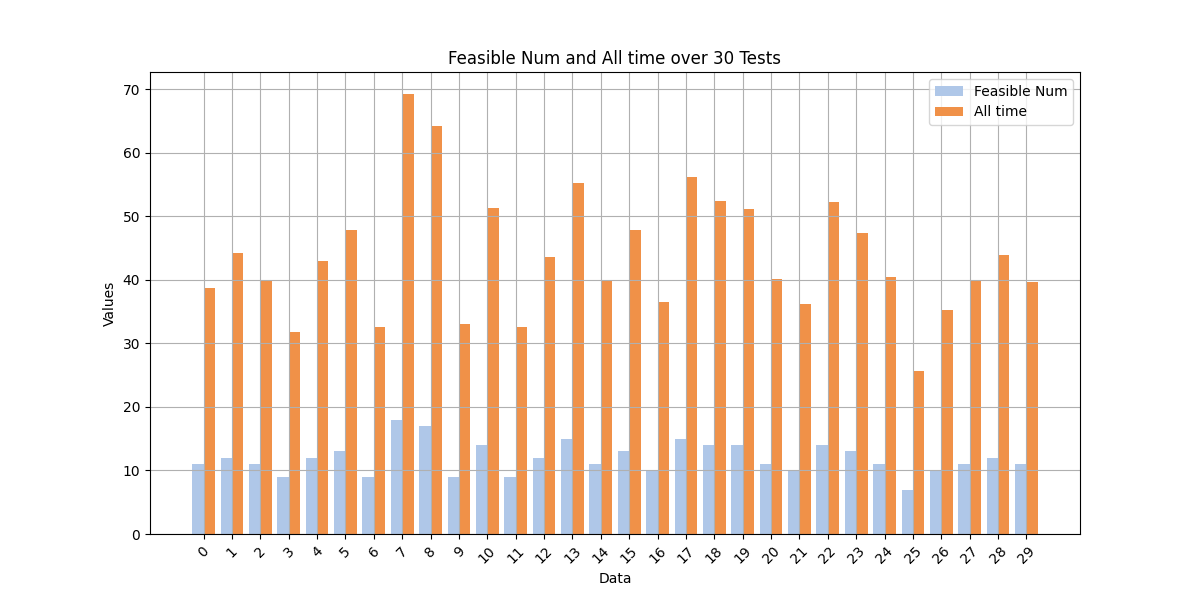 Feasible Num and All time over 30 Tests
Feasible Num
All time
Values
70
60
50
40
30
20
10
0
0 1 2 3 4 5 6 7 8 9 10 11 12 13 14 15 16 17 18 19 20 21 22 23 24 25 26 27 28 29
Data